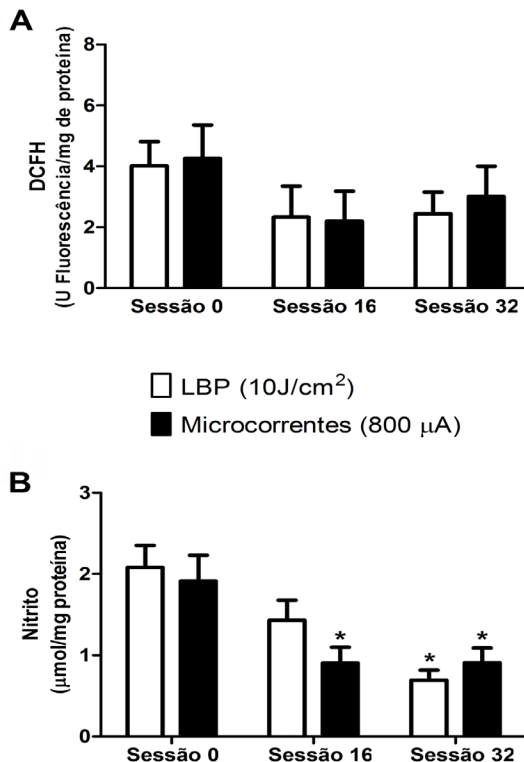 A
DCFH
(U Fluorescência/mg de proteína)
8
6
4
2
0
Sessão 0
Sessão 16
Sessão 32
LBP (10J/cm²)
Microcorrentes (800 µA)
B
Nitrito
(µmol/mg proteína)
3
2
1
0
*
*
*
Sessão 0
Sessão 16
Sessão 32